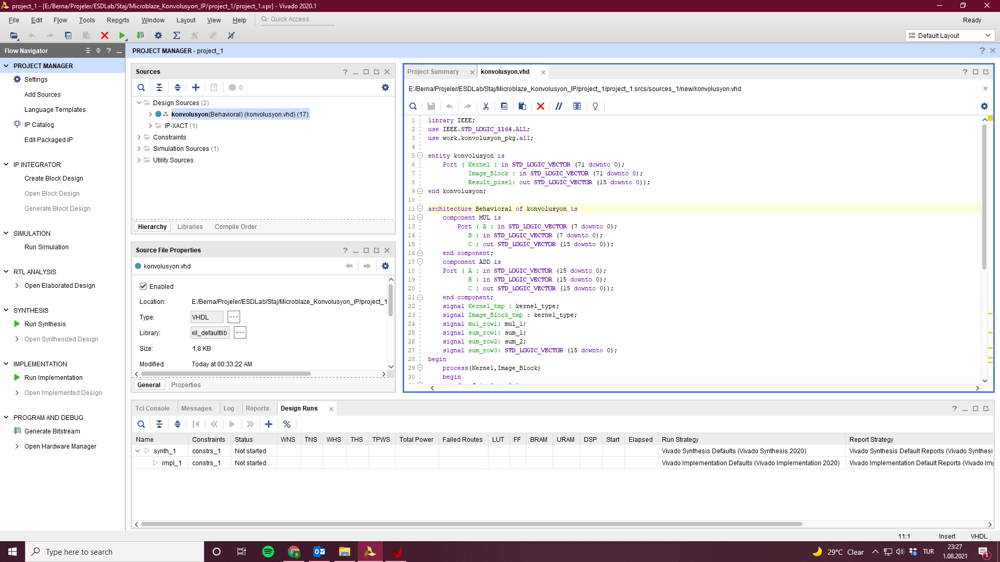 project_1 - [E:/Berna/Projeler/ESDLab/Staj/Microblaze_Konvolusyon_IP/project_1/project_1.xpr] - Vivado 2020.1
File Edit Flow Tools Reports Window Layout View Help Quick Access Ready
Default Layout
Flow Navigator
PROJECT MANAGER - project_1
PROJECT MANAGER
Settings
Add Sources
Language Templates
IP Catalog
Edit Packaged IP
IP INTEGRATOR
Create Block Design
Open Block Design
Generate Block Design
SIMULATION
Run Simulation
RTL ANALYSIS
Open Elaborated Design
SYNTHESIS
Run Synthesis
Open Synthesized Design
IMPLEMENTATION
Run Implementation
Open Implemented Design
PROGRAM AND DEBUG
Generate Bitstream
Open Hardware Manager
Sources
0
Design Sources (2)
konvolusyon(Behavioral) (konvolusyon.vhd) (17)
IP-XACT (1)
Constraints
Simulation Sources (1)
Utility Sources
Hierarchy Libraries Compile Order
Source File Properties
konvolusyon.vhd
Enabled
Location: E:/Berna/Projeler/ESDLab/Staj/Microblaze_Konvolusyon_IP/project_1
Type: VHDL
Library: xil_defaultlib
Size: 1.8 KB
Modified: Today at 00:33:22 AM
General Properties
Project Summary konvolusyon.vhd
E:/Berna/Projeler/ESDLab/Staj/Microblaze_Konvolusyon_IP/project_1/project_1.srcs/sources_1/new/konvolusyon.vhd
1 library IEEE;
2 use IEEE.STD_LOGIC_1164.ALL;
3 use work.konvolusyon_pkg.all;
4
5 entity konvolusyon is
6 Port ( Kernel : in STD_LOGIC_VECTOR (71 downto 0);
7 Image_Block : in STD_LOGIC_VECTOR (71 downto 0);
8 Result_pixel: out STD_LOGIC_VECTOR (15 downto 0));
9 end konvolusyon;
10
11 architecture Behavioral of konvolusyon is
12 component MUL is
13 Port ( A : in STD_LOGIC_VECTOR (7 downto 0);
14 B : in STD_LOGIC_VECTOR (7 downto 0);
15 C : out STD_LOGIC_VECTOR (15 downto 0));
16 end component;
17 component ADD is
18 Port ( A : in STD_LOGIC_VECTOR (15 downto 0);
19 B : in STD_LOGIC_VECTOR (15 downto 0);
20 C : out STD_LOGIC_VECTOR (15 downto 0));
21 end component;
22 signal Kernel_tmp : kernel_type;
23 signal Image_Block_tmp : kernel_type;
24 signal mul_row1: mul_1;
25 signal sum_row1: sum_1;
26 signal sum_row2: sum_2;
27 signal sum_row3: STD_LOGIC_VECTOR (15 downto 0);
28 begin
29 process(Kernel,Image_Block)
30 begin
Tcl Console Messages Log Reports Design Runs
Name Constraints Status WNS TNS WHS THS TPWS Total Power Failed Routes LUT FF BRAM URAM DSP Start Elapsed Run Strategy Report Strategy
synth_1 constrs_1 Not started Vivado Synthesis Defaults (Vivado Synthesis 2020) Vivado Synthesis Default Reports (Vivado Synthesi
impl_1 constrs_1 Not started Vivado Implementation Defaults (Vivado Implementation 2020) Vivado Implementation Default Reports (Vivado Im
11:1 Insert VHDL
Type here to search
29°C Clear TUR 23:27
1.08.2021
1